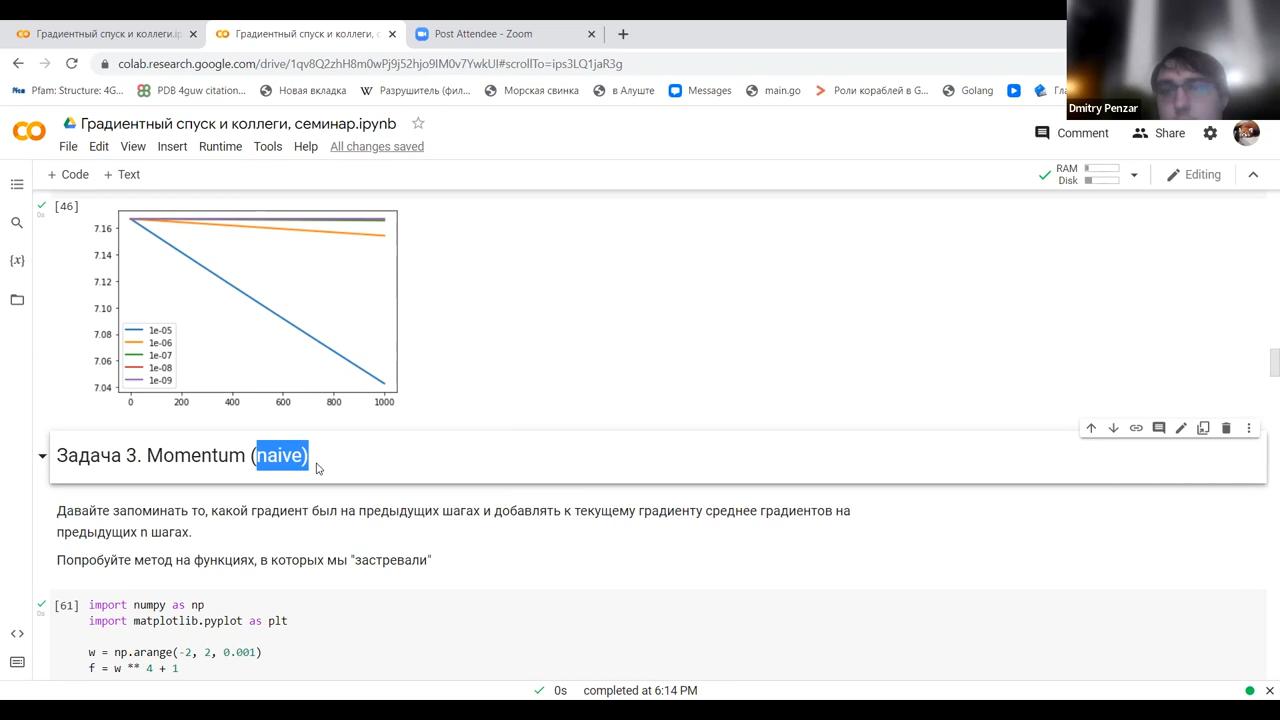 Градиентный спуск и коллеги.ip
Градиентный спуск и коллеги, с
Post Attendee - Zoom
colab.research.google.com/drive/1qv8Q2zhH8m0wPj9j52hjo9IM0v7YwkUI#scrollTo=ips3LQ1jaR3g
Pfam: Structure: 4G...
PDB 4guw citation...
Новая вкладка
Разрушитель (фил...
Морская свинка
в Алуште
Messages
main.go
Роли кораблей в G...
Golang
Гла
Dmitry Penzar
Градиентный спуск и коллеги, семинар.ipynb
Comment
Share
File Edit View Insert Runtime Tools Help All changes saved
+ Code + Text
RAM
Disk
Editing
[46]
7.16
7.14
7.12
7.10
7.08
7.06
7.04
1e-05
1e-06
1e-07
1e-08
1e-09
0 200 400 600 800 1000
Задача 3. Momentum (naive)
Давайте запоминать то, какой градиент был на предыдущих шагах и добавлять к текущему градиенту среднее градиентов на
предыдущих n шагах.
Попробуйте метод на функциях, в которых мы "застревали"
[61] import numpy as np
import matplotlib.pyplot as plt
w = np.arange(-2, 2, 0.001)
f = w ** 4 + 1
0s completed at 6:14 PM